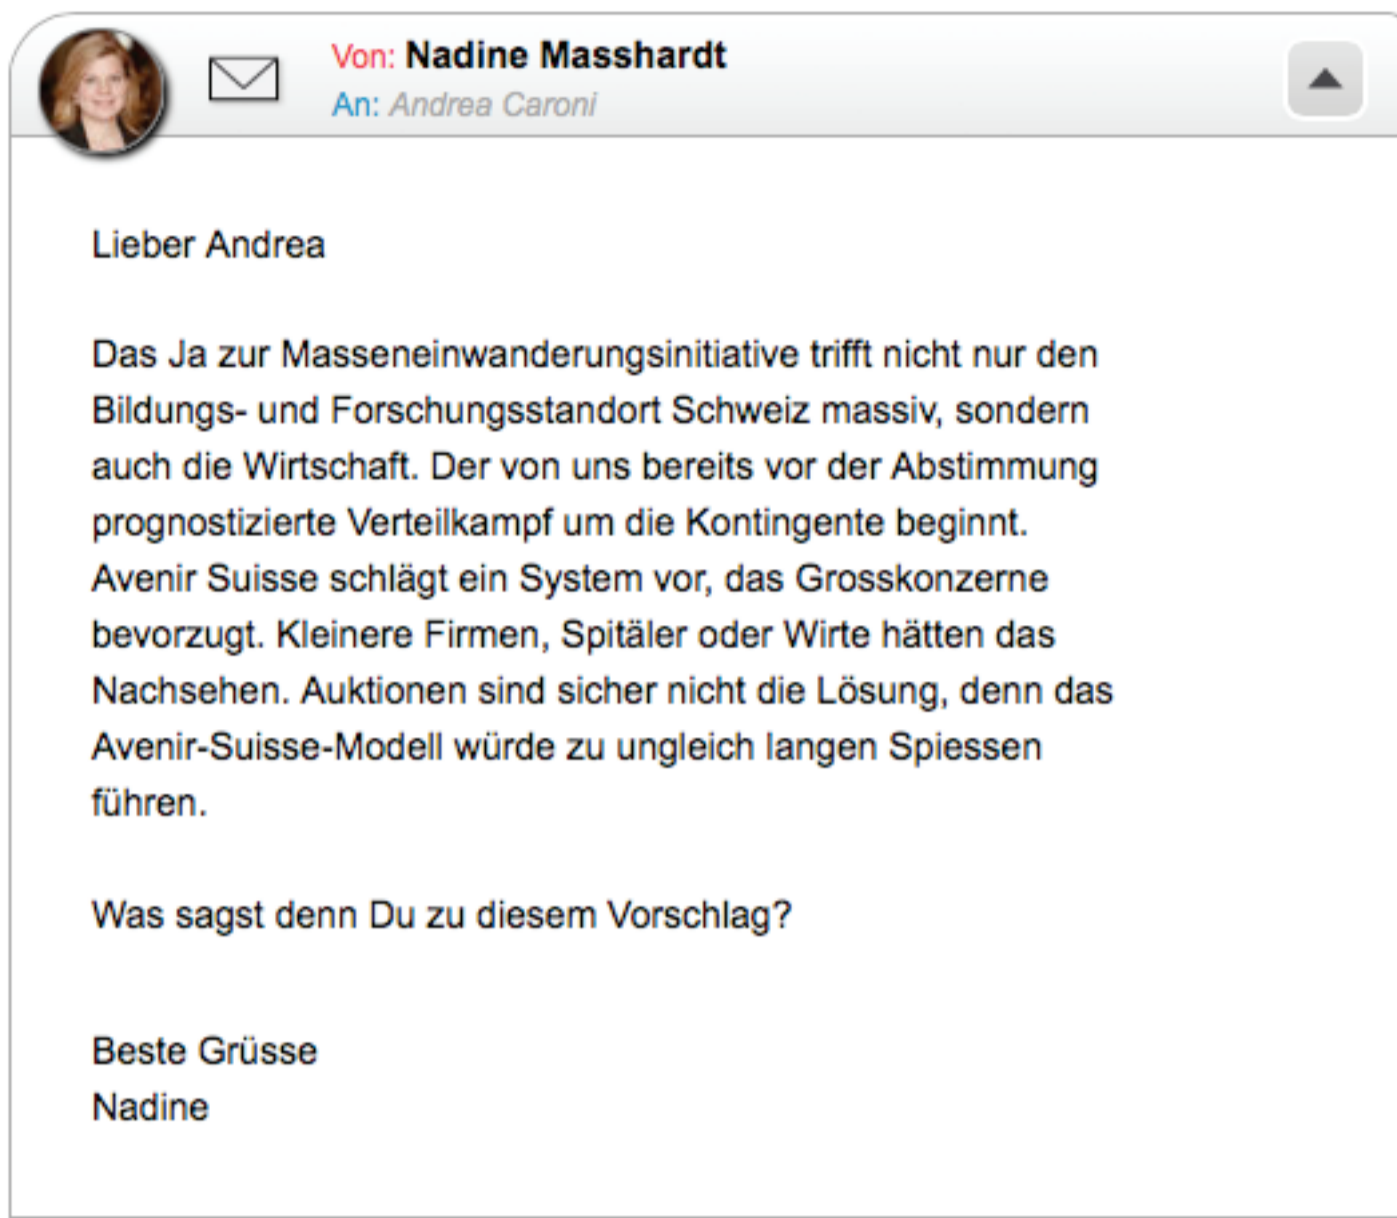 Von: Nadine Masshardt
An: Andrea Caroni
Lieber Andrea
Das Ja zur Masseneinwanderungsinitiative trifft nicht nur den
Bildungs- und Forschungsstandort Schweiz massiv, sondern
auch die Wirtschaft. Der von uns bereits vor der Abstimmung
prognostizierte Verteilkampf um die Kontingente beginnt.
Avenir Suisse schlägt ein System vor, das Grosskonzerne
bevorzugt. Kleinere Firmen, Spitäler oder Wirte hätten das
Nachsehen. Auktionen sind sicher nicht die Lösung, denn das
Avenir-Suisse-Modell würde zu ungleich langen Spiessen
führen.
Was sagst denn Du zu diesem Vorschlag?
Beste Grüsse
Nadine